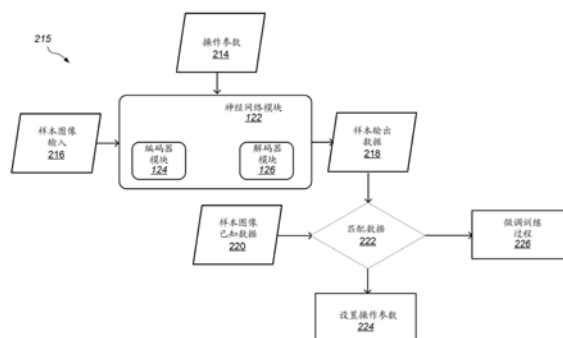 215
操作参数
214
神经网络模块
122
样本图像
输入
216
编码器
模块
124
解码器
模块
126
样本输出
数据
218
样本图像
已知数据
220
匹配数据
222
微调训练
过程
226
设置操作参数
224